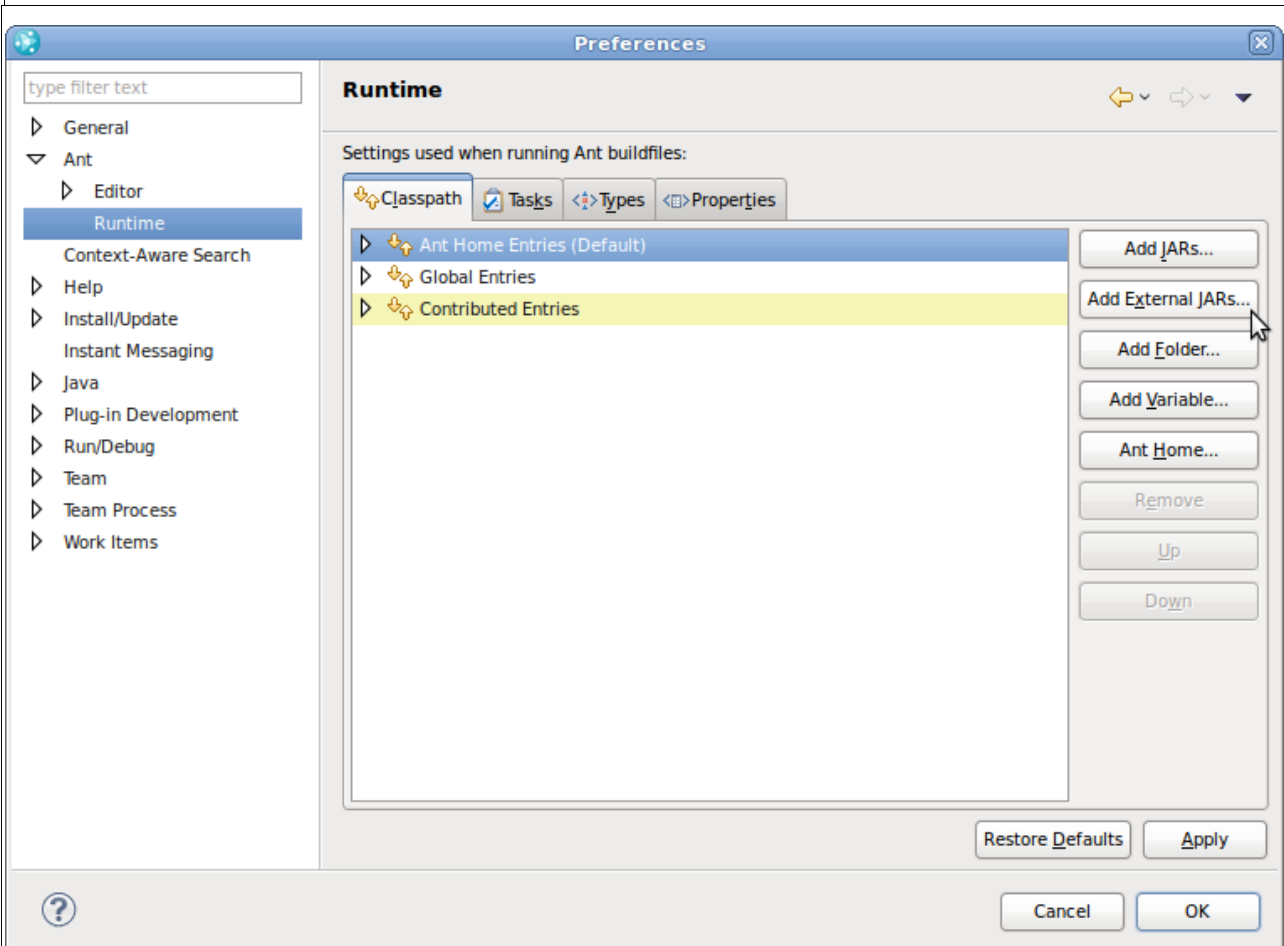 Preferences
type filter text
General
Ant
Editor
Runtime
Context-Aware Search
Help
Install/Update
Instant Messaging
Java
Plug-in Development
Run/Debug
Team
Team Process
Work Items
Runtime
Settings used when running Ant buildfiles:
Classpath Tasks Types Properties
Ant Home Entries (Default)
Global Entries
Contributed Entries
Add JARs...
Add External JARs...
Add Folder...
Add Variable...
Ant Home...
Remove
Up
Down
Restore Defaults Apply
? Cancel OK